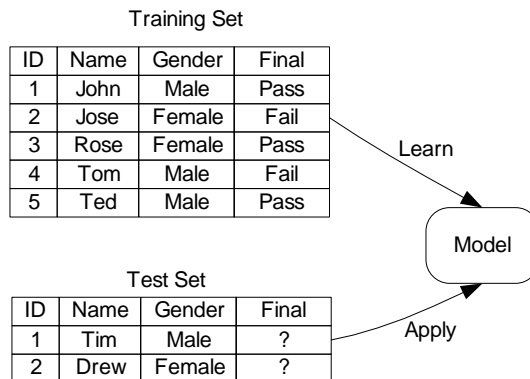 Training Set
ID Name Gender Final
1 John Male Pass
2 Jose Female Fail
3 Rose Female Pass
4 Tom Male Fail
5 Ted Male Pass
Learn
Model
Test Set
ID Name Gender Final
1 Tim Male ?
2 Drew Female ?
Apply